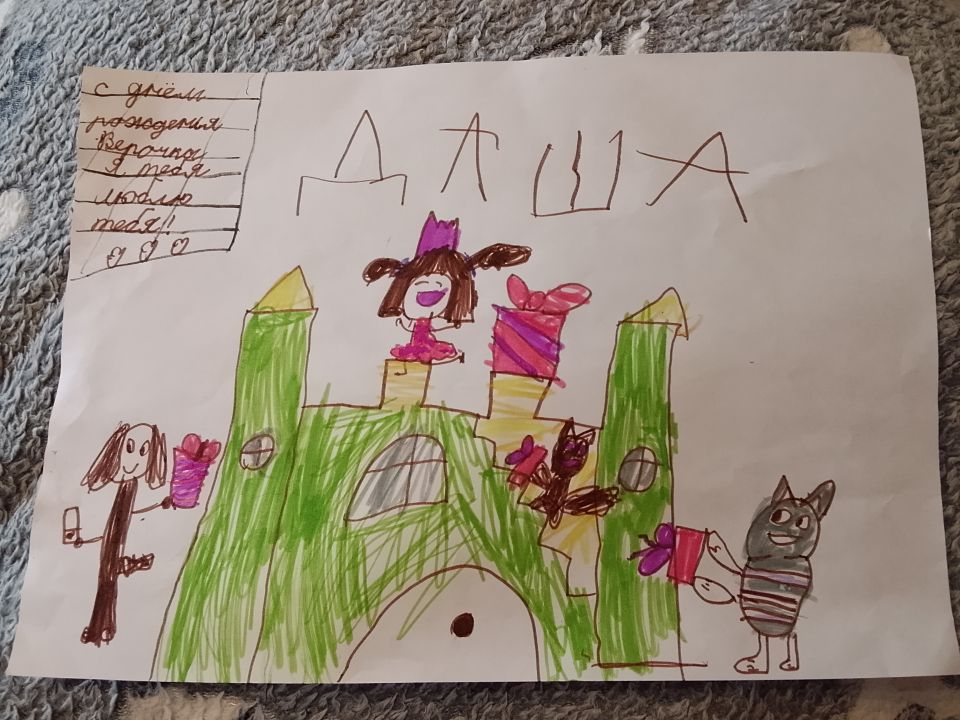 с днём
рождения
Верочка
Я тебя
люблю
тебя!
ДАША